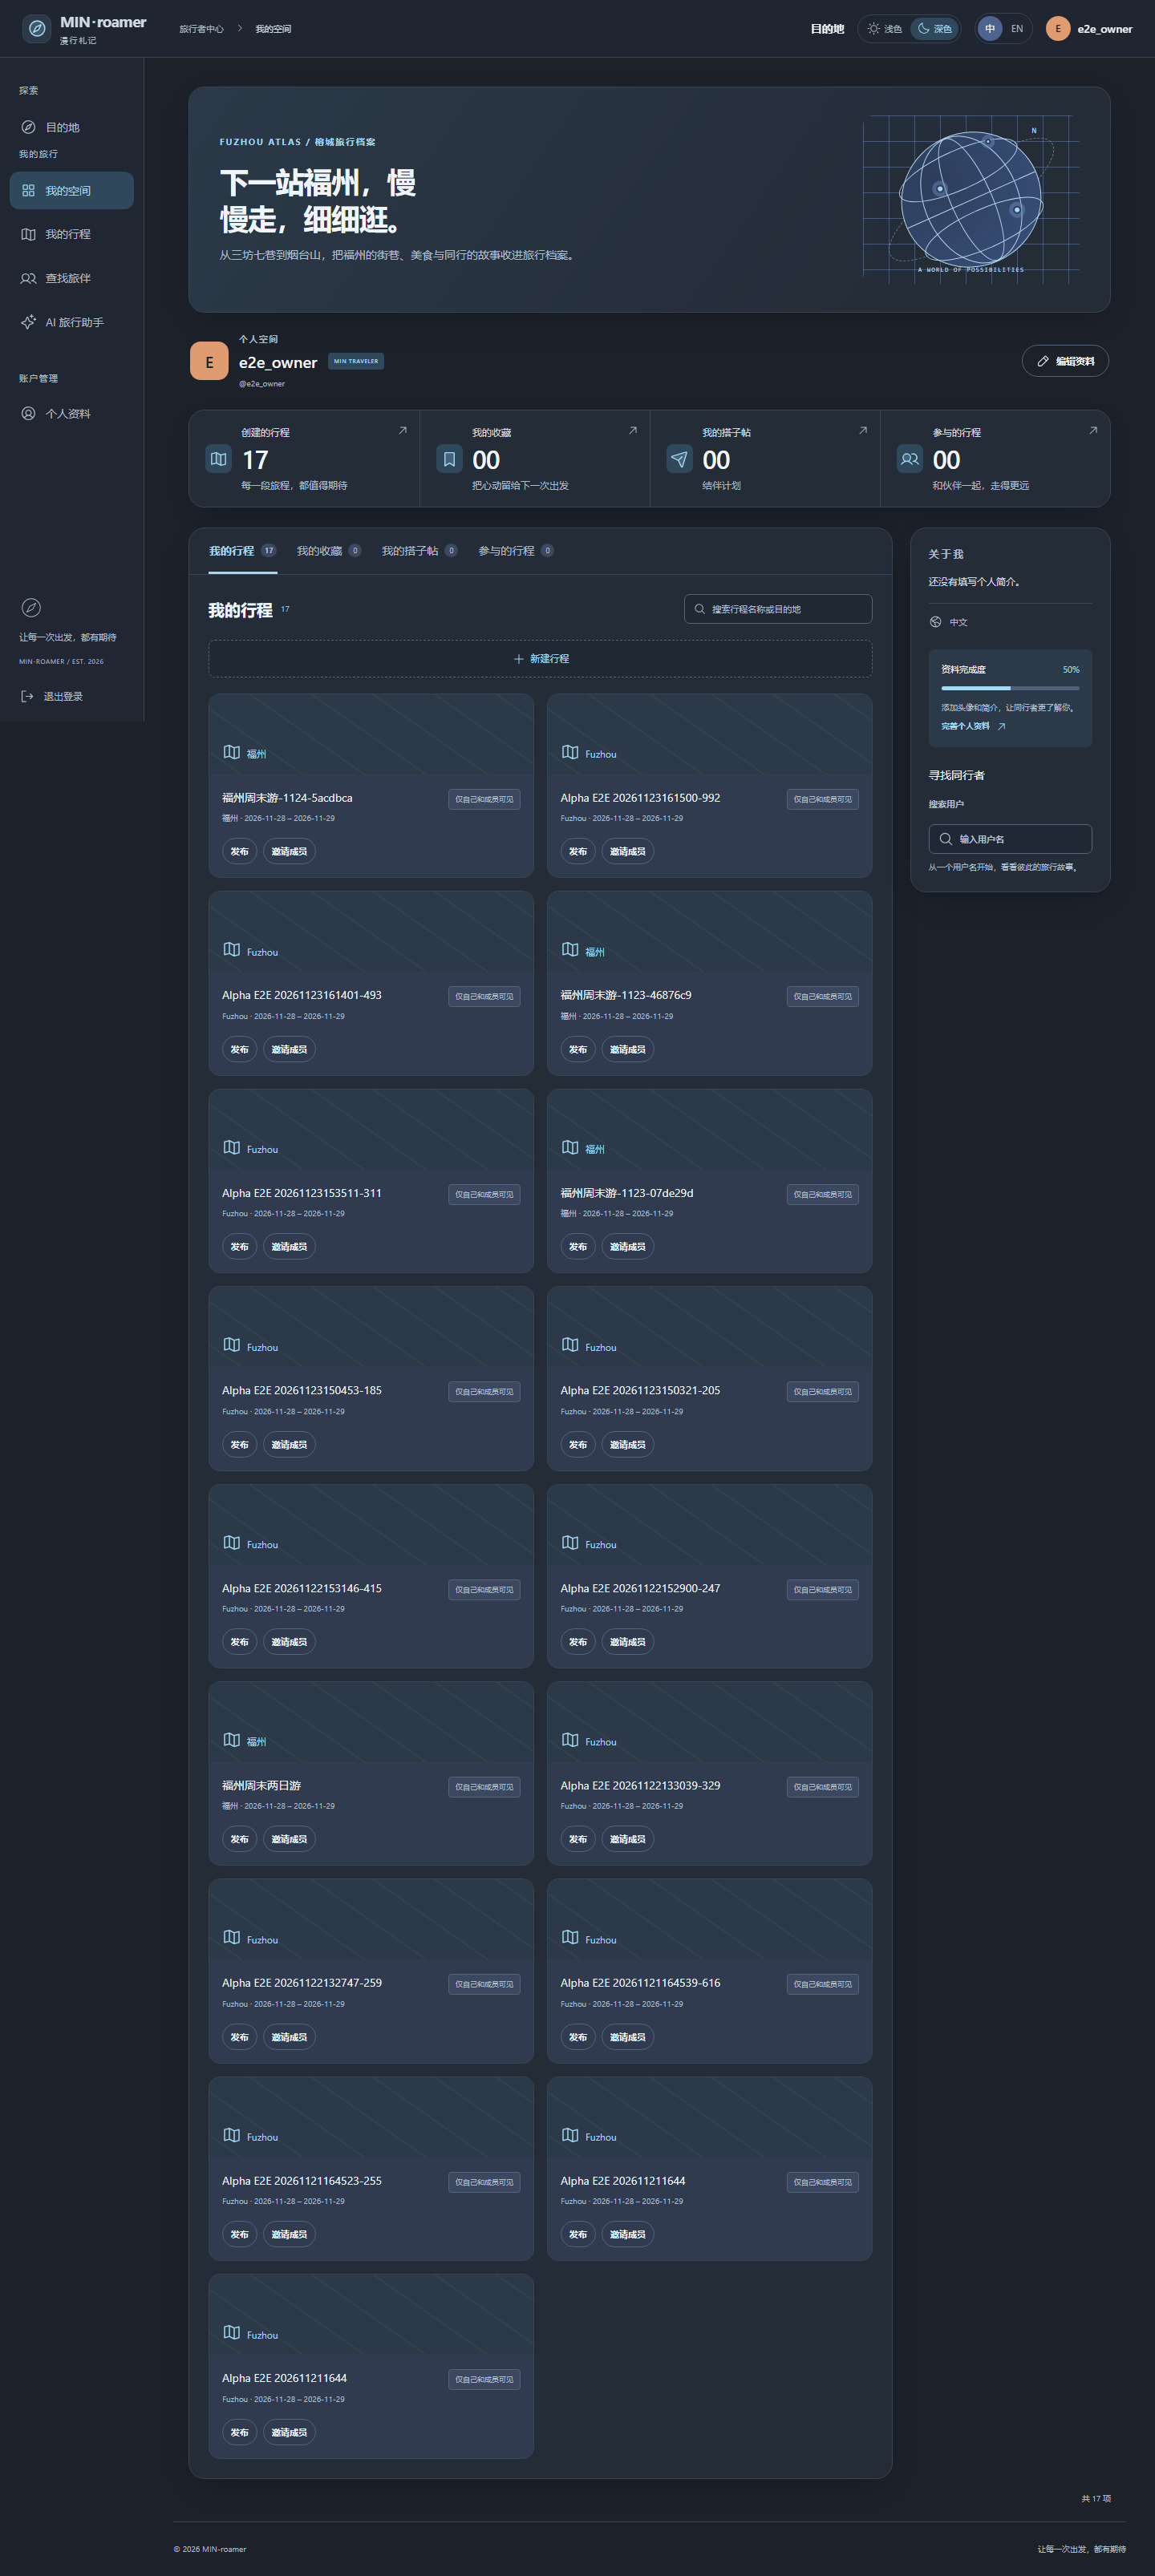 MIN·roamer
漫行札记
旅行者中心
我的空间
目的地
浅色
深色
中
EN
E
e2e_owner
探索
目的地
我的旅行
我的空间
我的行程
查找旅伴
AI 旅行助手
账户管理
个人资料
让每一次出发，都有期待
MIN-ROAMER / EST. 2026
退出登录
FUZHOU ATLAS / 榕城旅行档案
下一站福州，慢
慢走，细细逛。
从三坊七巷到烟台山，把福州的街巷、美食与同行的故事收进旅行档案。
N
A WORLD OF POSSIBILITIES
E
个人空间
e2e_owner
MIN TRAVELER
@e2e_owner
编辑资料
创建的行程
17
每一段旅程，都值得期待
我的收藏
00
把心动留给下一次出发
我的搭子帖
00
结伴计划
参与的行程
00
和伙伴一起，走得更远
我的行程 17
我的收藏 0
我的搭子帖 0
参与的行程 0
我的行程 17
搜索行程名称或目的地
新建行程
福州
福州周末游-1124-5acdbca
仅自己和成员可见
福州 · 2026-11-28 – 2026-11-29
发布
邀请成员
Fuzhou
Alpha E2E 20261123161500-992
仅自己和成员可见
Fuzhou · 2026-11-28 – 2026-11-29
发布
邀请成员
Fuzhou
Alpha E2E 20261123161401-493
仅自己和成员可见
Fuzhou · 2026-11-28 – 2026-11-29
发布
邀请成员
福州
福州周末游-1123-46876c9
仅自己和成员可见
福州 · 2026-11-28 – 2026-11-29
发布
邀请成员
Fuzhou
Alpha E2E 20261123153511-311
仅自己和成员可见
Fuzhou · 2026-11-28 – 2026-11-29
发布
邀请成员
福州
福州周末游-1123-07de29d
仅自己和成员可见
福州 · 2026-11-28 – 2026-11-29
发布
邀请成员
Fuzhou
Alpha E2E 20261123150453-185
仅自己和成员可见
Fuzhou · 2026-11-28 – 2026-11-29
发布
邀请成员
Fuzhou
Alpha E2E 20261123150321-205
仅自己和成员可见
Fuzhou · 2026-11-28 – 2026-11-29
发布
邀请成员
Fuzhou
Alpha E2E 20261122153146-415
仅自己和成员可见
Fuzhou · 2026-11-28 – 2026-11-29
发布
邀请成员
Fuzhou
Alpha E2E 20261122152900-247
仅自己和成员可见
Fuzhou · 2026-11-28 – 2026-11-29
发布
邀请成员
福州
福州周末两日游
仅自己和成员可见
福州 · 2026-11-28 – 2026-11-29
发布
邀请成员
Fuzhou
Alpha E2E 20261122133039-329
仅自己和成员可见
Fuzhou · 2026-11-28 – 2026-11-29
发布
邀请成员
Fuzhou
Alpha E2E 20261122132747-259
仅自己和成员可见
Fuzhou · 2026-11-28 – 2026-11-29
发布
邀请成员
Fuzhou
Alpha E2E 20261121164539-616
仅自己和成员可见
Fuzhou · 2026-11-28 – 2026-11-29
发布
邀请成员
Fuzhou
Alpha E2E 20261121164523-255
仅自己和成员可见
Fuzhou · 2026-11-28 – 2026-11-29
发布
邀请成员
Fuzhou
Alpha E2E 202611211644
仅自己和成员可见
Fuzhou · 2026-11-28 – 2026-11-29
发布
邀请成员
Fuzhou
Alpha E2E 202611211644
仅自己和成员可见
Fuzhou · 2026-11-28 – 2026-11-29
发布
邀请成员
关于我
还没有填写个人简介。
中文
资料完成度
50%
添加头像和简介，让同行者更了解你。
完善个人资料
寻找同行者
搜索用户
输入用户名
从一个用户名开始，看看彼此的旅行故事。
共 17 项
© 2026 MIN-roamer
让每一次出发，都有期待